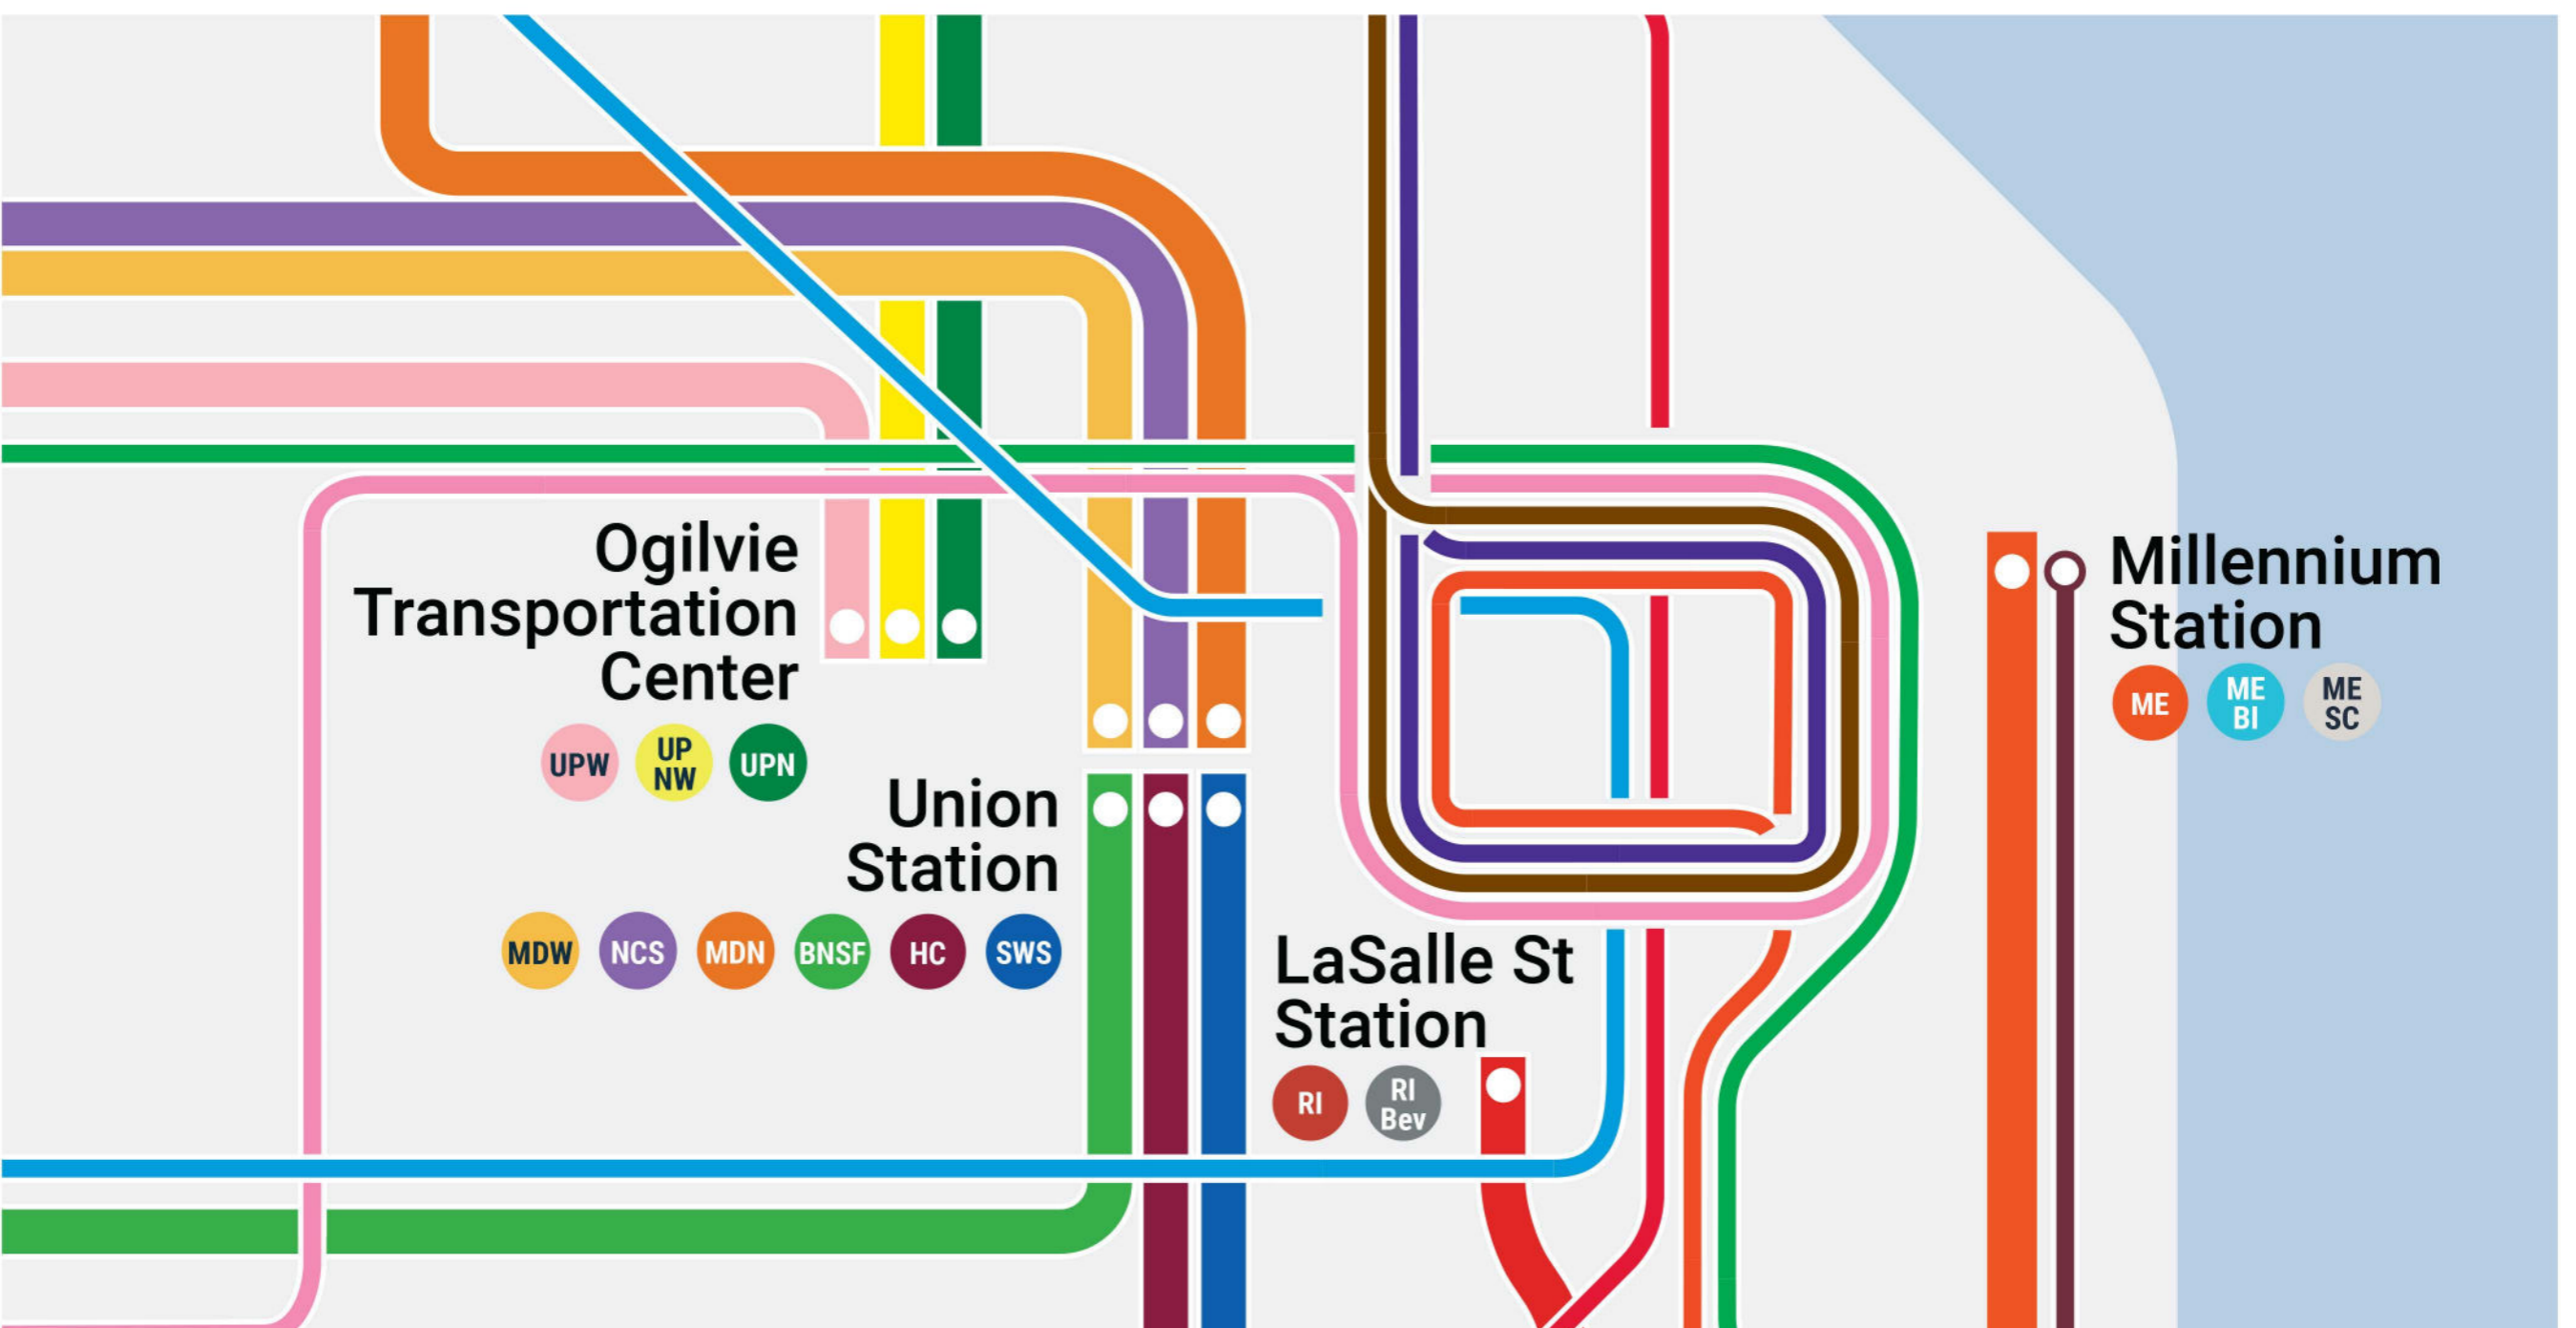 Ogilvie
Transportation
Center
UPW
UP
NW
UPN
Union
Station
MDW
NCS
MDN
BNSF
HC
SWS
LaSalle St
Station
RI
RI
Bev
Millennium
Station
ME
ME
BI
ME
SC